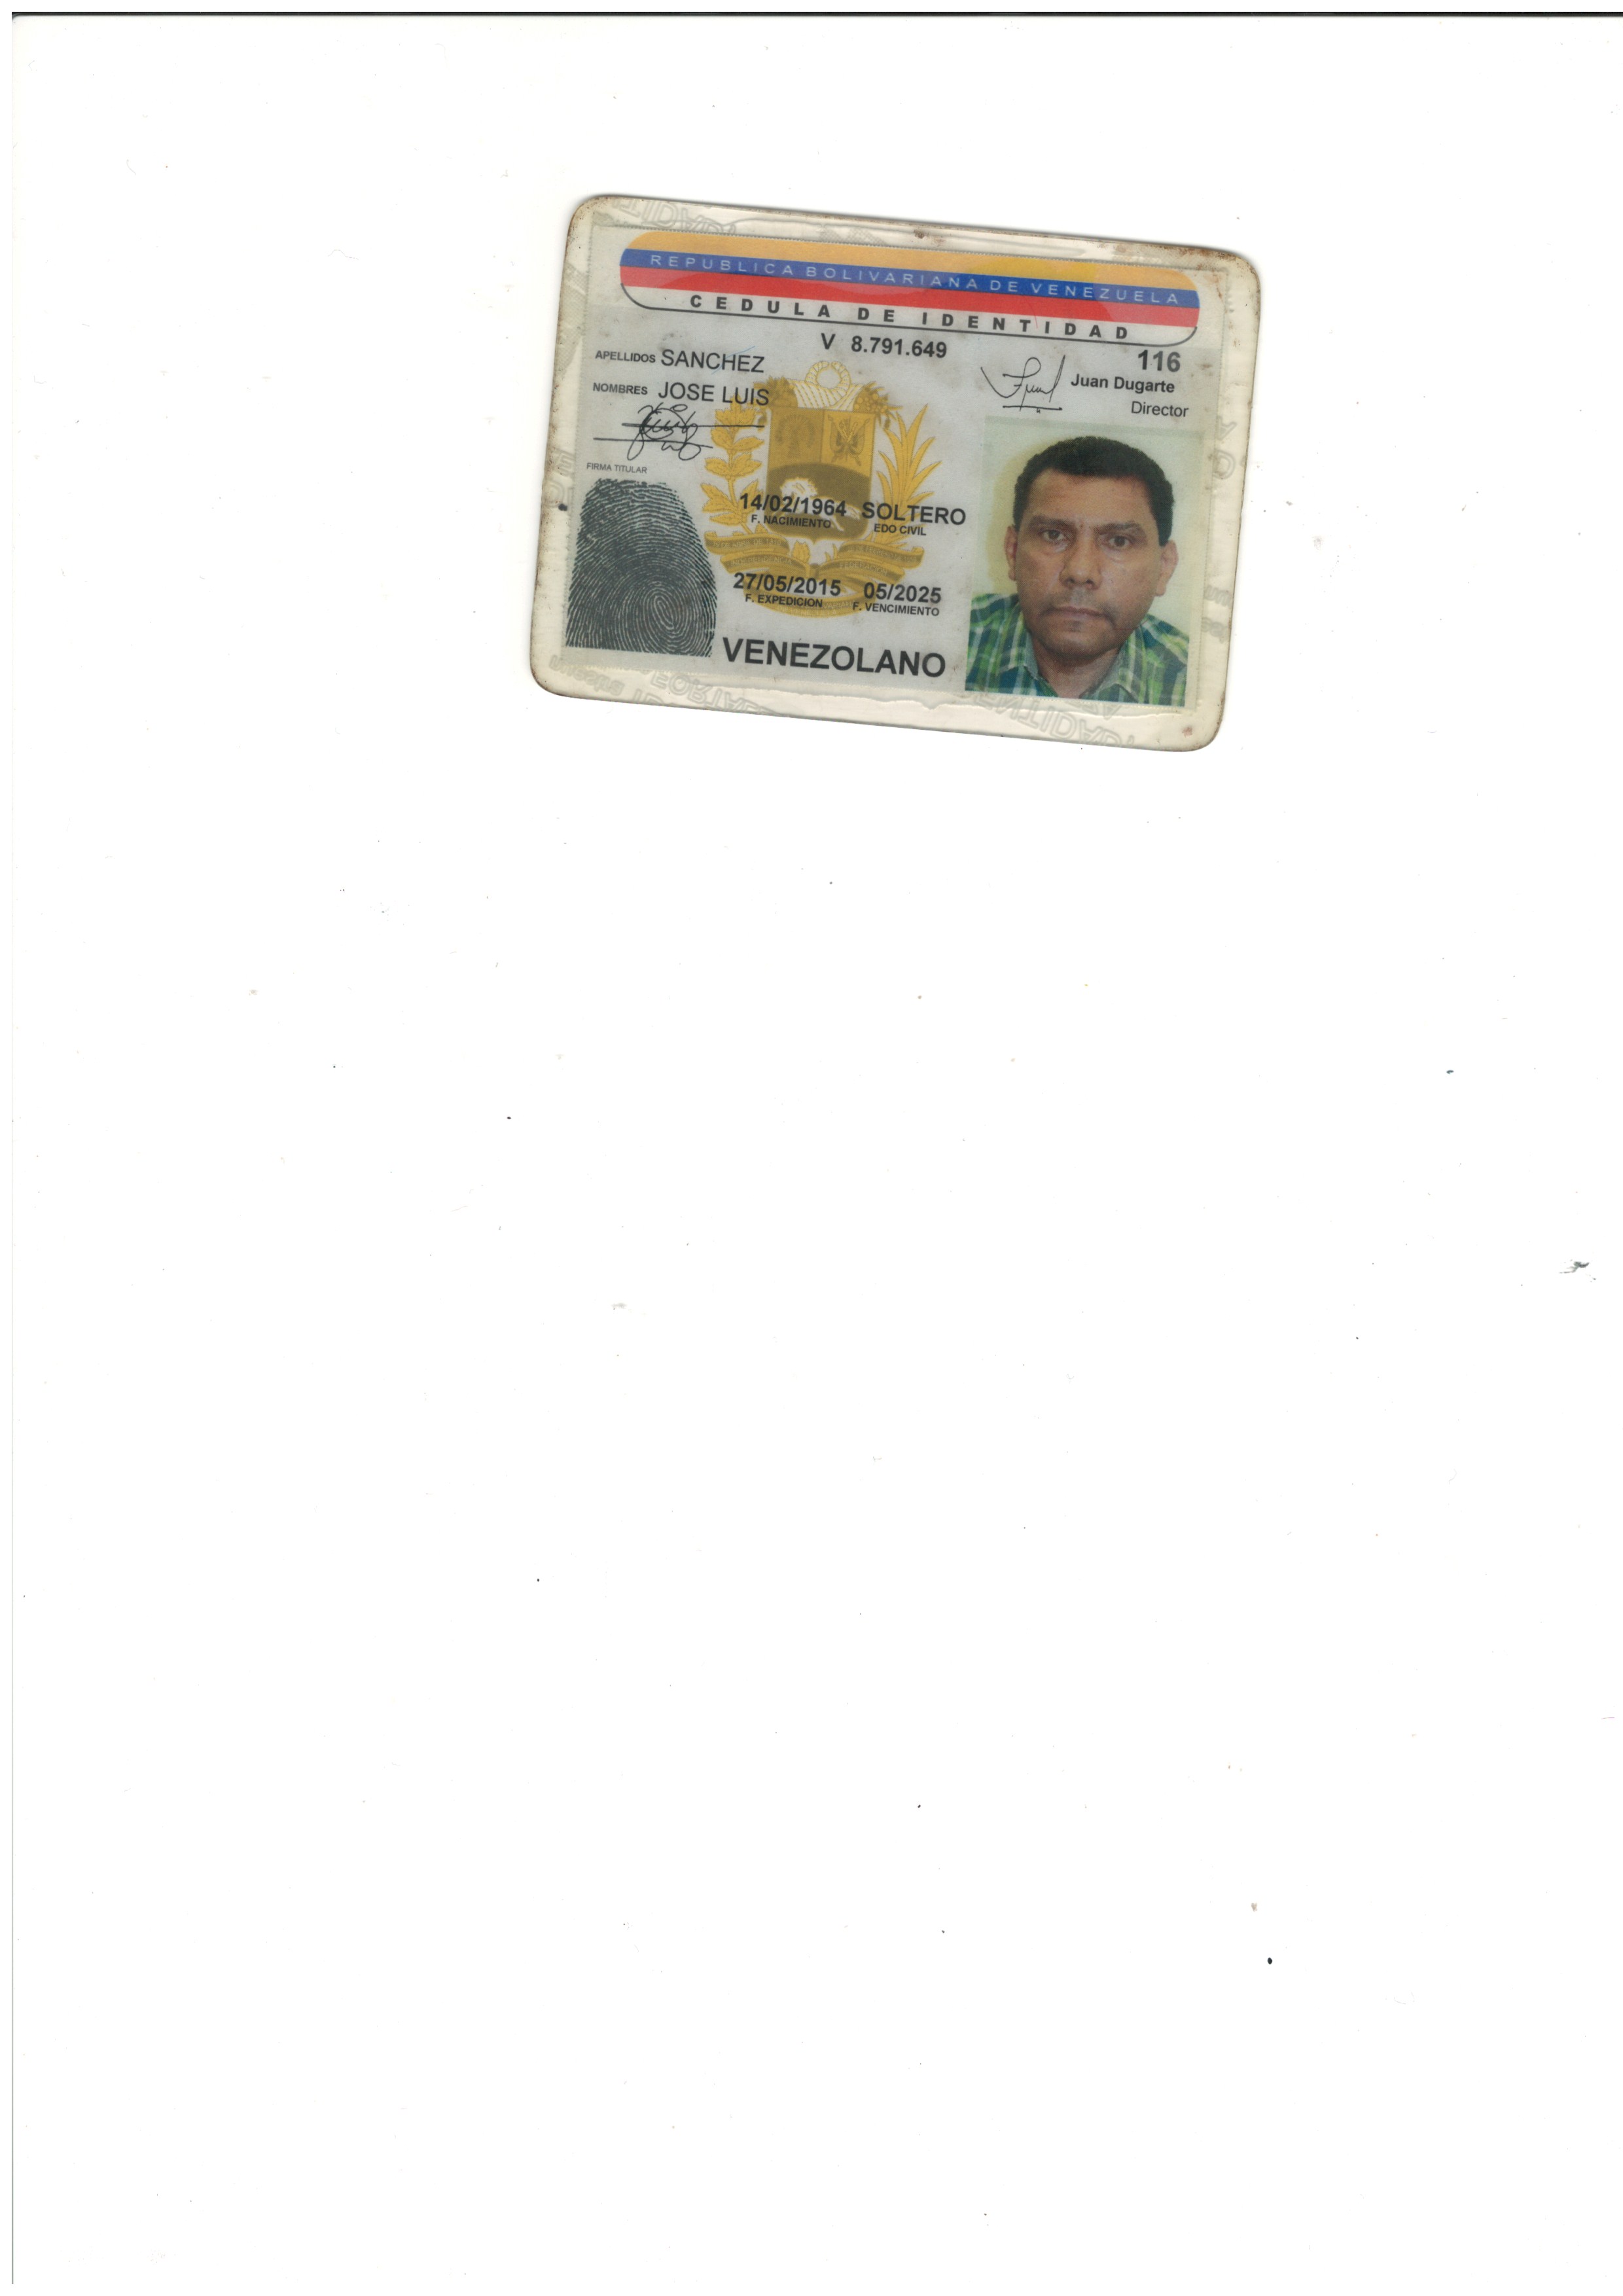 REPUBLICA BOLIVARIANA DE VENEZUELA
CEDULA DE IDENTIDAD
V 8.791.649
116
APELLIDOS SANCHEZ
Juan Dugarte
NOMBRES JOSE LUIS
Director
FIRMA TITULAR
14/02/1964 SOLTERO
F. NACIMIENTO EDO CIVIL
27/05/2015 05/2025
F. EXPEDICION F. VENCIMIENTO
VENEZOLANO